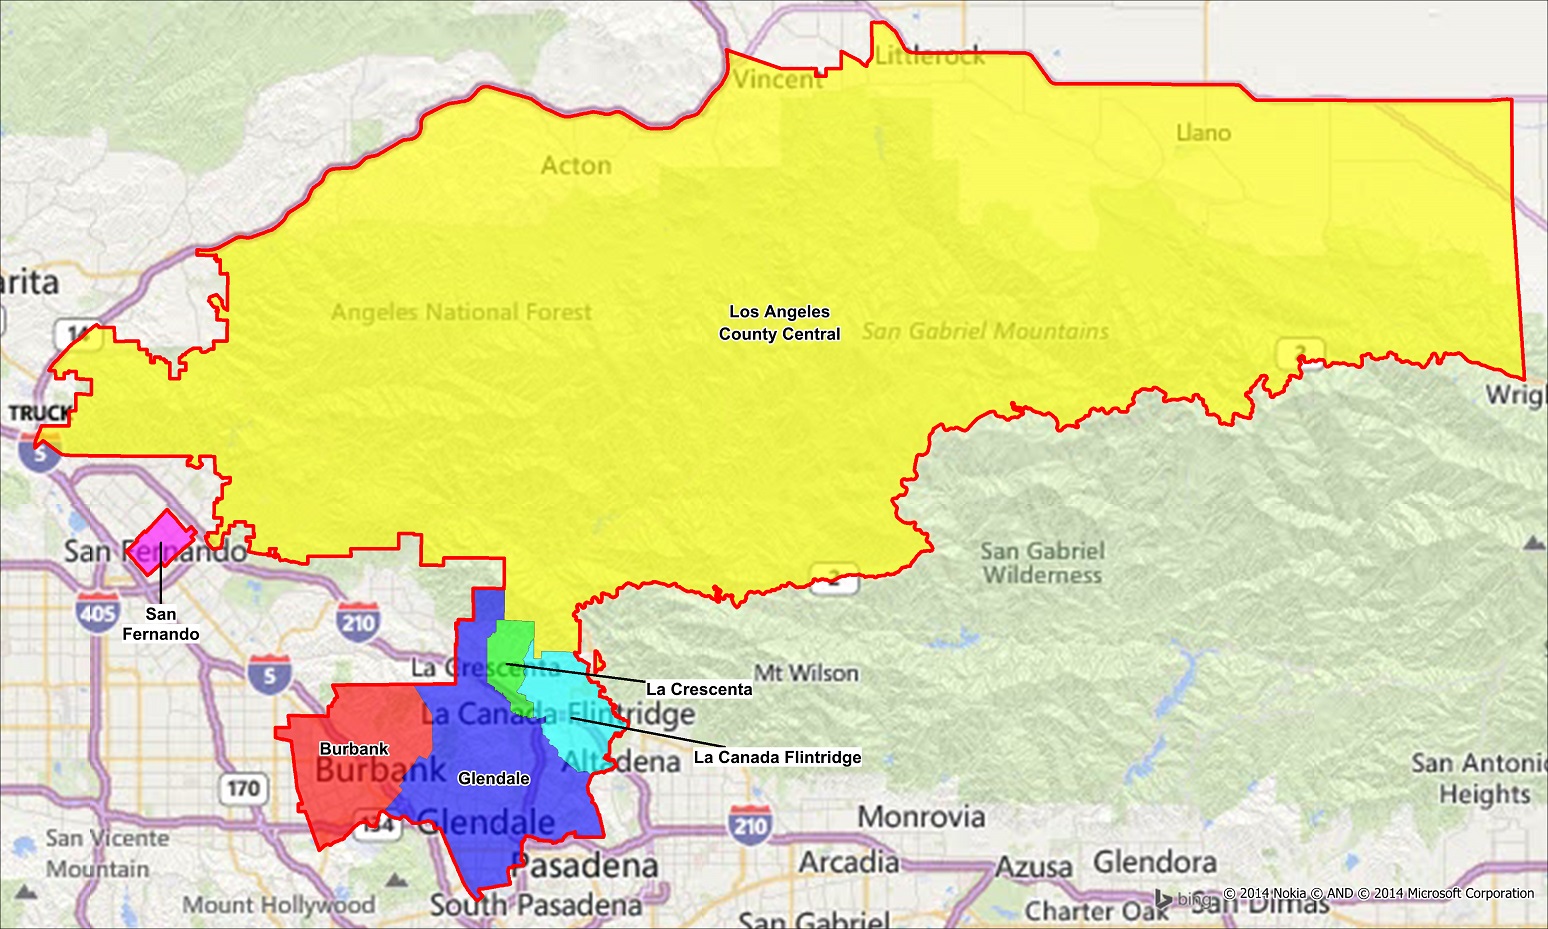 Littlerock
Vincent
Llano
Acton
arita
Angeles National Forest
Los Angeles
County Central
San Gabriel Mountains
14
2
TRUCK
Wrigh
5
San Fernando
San Gabriel
Wilderness
2
405
San
Fernando
210
La Crescenta
5
Mt Wilson
La Crescenta
La Canada Flintridge
Burbank
La Canada Flintridge
Altadena
Burbank
Glendale
San Antonio
Heights
170
Glendale
134
210
Monrovia
San Vicente
Mountain
Pasadena
Arcadia
Azusa
Glendora
Mount Hollywood
South Pasadena
© 2014 Nokia © AND © 2014 Microsoft Corporation
bing
San Dimas
Charter Oak
San Gabriel